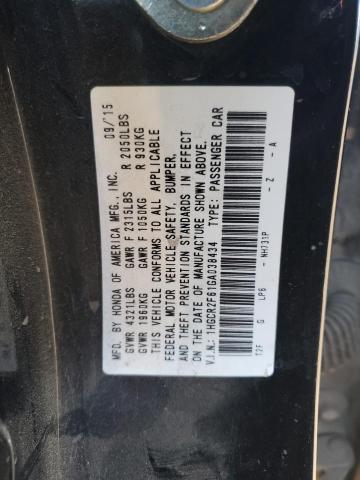 MFD. BY HONDA OF AMERICA MFG., INC. 09/15
GVWR 4321LBS GAWR F 2315LBS R 2050LBS
GVWR 1960KG GAWR F 1050KG R 930KG
THIS VEHICLE CONFORMS TO ALL APPLICABLE
FEDERAL MOTOR VEHICLE SAFETY, BUMPER,
AND THEFT PREVENTION STANDARDS IN EFFECT
ON THE DATE OF MANUFACTURE SHOWN ABOVE.
V.I.N.: 1HGCR2F61GA038434 TYPE: PASSENGER CAR
T2F G LP6 NH731P - Z - A